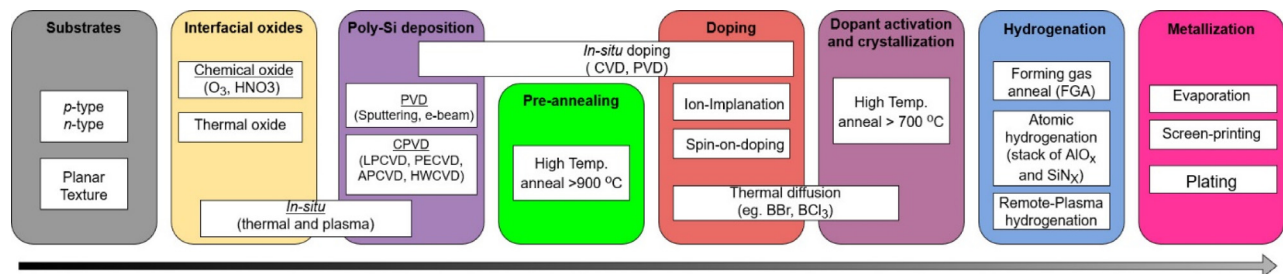 Substrates
p-type
n-type
Planar
Texture
Interfacial oxides
Chemical oxide
(O₃, HNO3)
Thermal oxide
In-situ
(thermal and plasma)
Poly-Si deposition
In-situ doping
( CVD, PVD)
PVD
(Sputtering, e-beam)
CPVD
(LPCVD, PECVD,
APCVD, HWCVD)
Pre-annealing
High Temp.
anneal >900 °C
Doping
Ion-Implanation
Spin-on-doping
Thermal diffusion
(eg. BBr, BCl₃)
Dopant activation
and crystallization
High Temp.
anneal > 700 °C
Hydrogenation
Forming gas
anneal (FGA)
Atomic
hydrogenation
(stack of AlOₓ
and SiN_X)
Remote-Plasma
hydrogenation
Metallization
Evaporation
Screen-printing
Plating